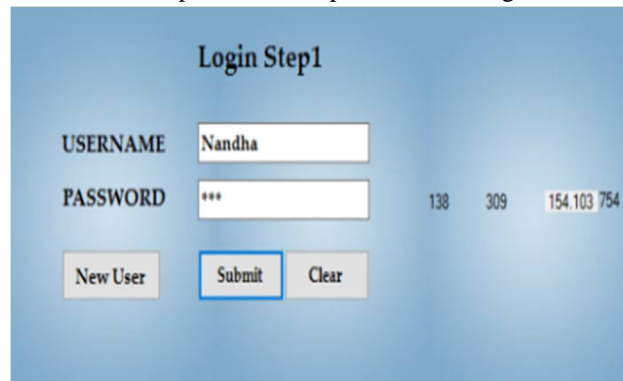 Login Step1
USERNAME Nandha
PASSWORD *** 138 309 154.103 754
New User Submit Clear